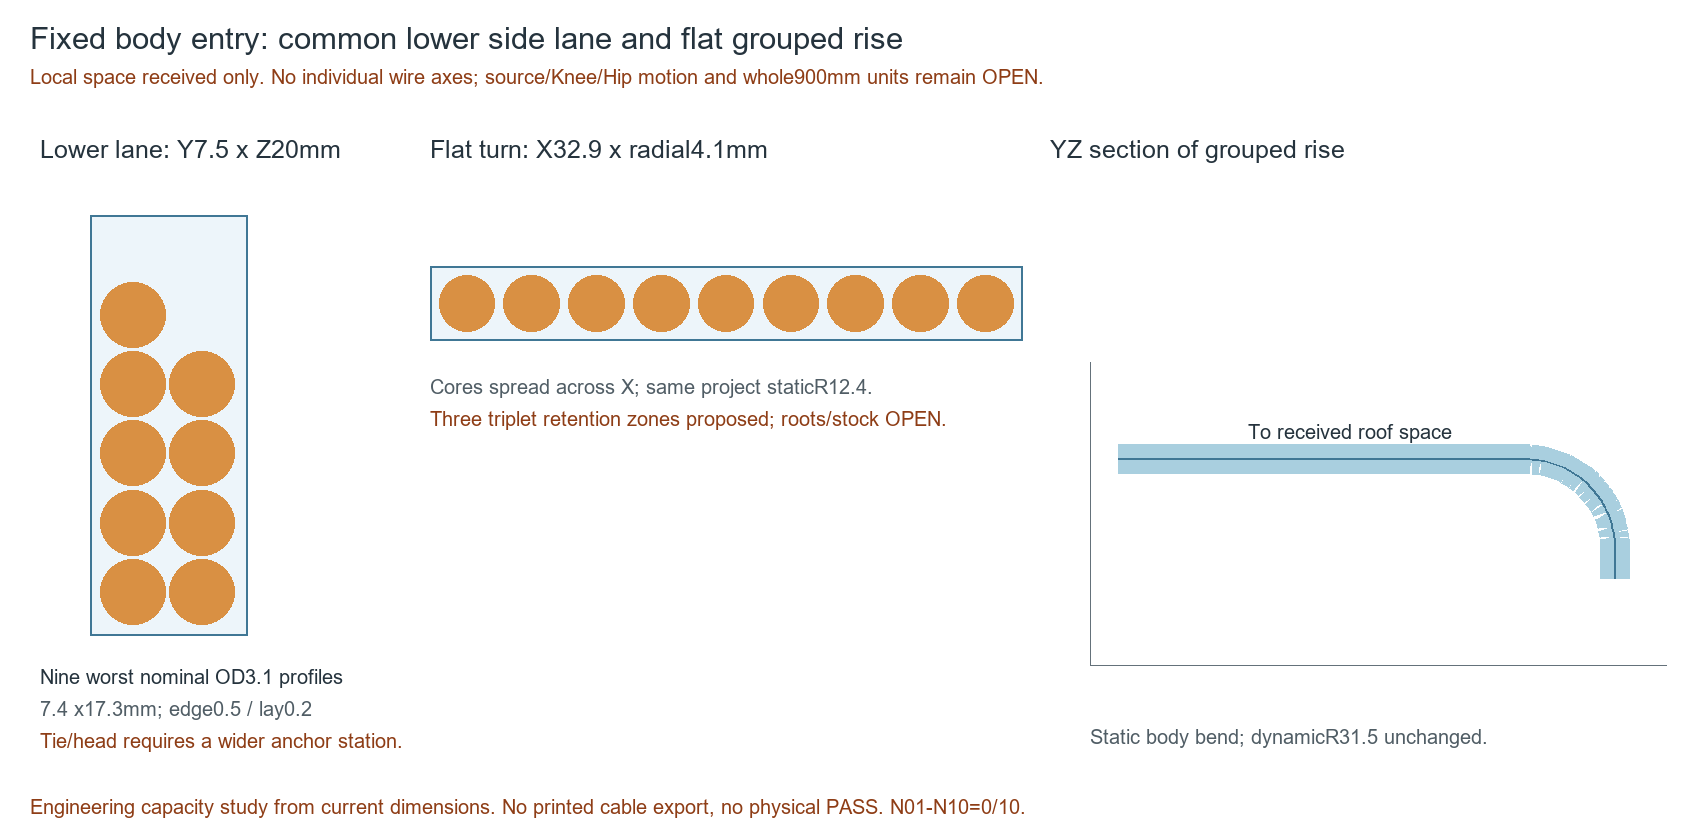 Fixed body entry: common lower side lane and flat grouped rise
Local space received only. No individual wire axes; source/Knee/Hip motion and whole900mm units remain OPEN.
Lower lane: Y7.5 x Z20mm
Flat turn: X32.9 x radial4.1mm
YZ section of grouped rise
Cores spread across X; same project staticR12.4.
Three triplet retention zones proposed; roots/stock OPEN.
To received roof space
Nine worst nominal OD3.1 profiles
7.4 x17.3mm; edge0.5 / lay0.2
Tie/head requires a wider anchor station.
Static body bend; dynamicR31.5 unchanged.
Engineering capacity study from current dimensions. No printed cable export, no physical PASS. N01-N10=0/10.